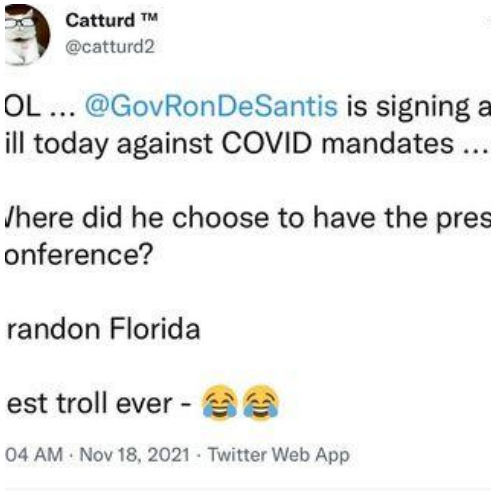 Catturd ™
@catturd2
OL ... @GovRonDeSantis is signing a
ill today against COVID mandates ...
here did he choose to have the pres
onference?
randon Florida
est troll ever - 😂😂
04 AM · Nov 18, 2021 · Twitter Web App